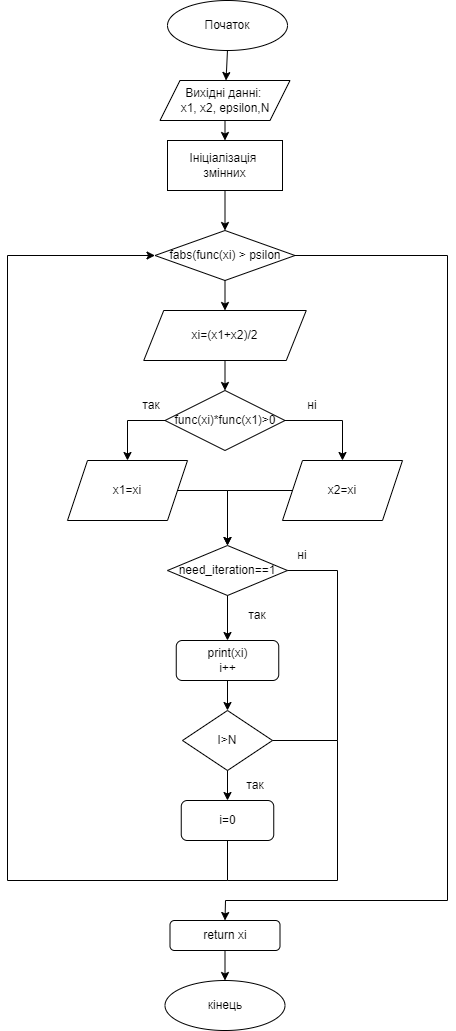 Початок
Вихідні данні:
x1, x2, epsilon,N
Ініціалізація
змінних
fabs(func(xi) > psilon
xi=(x1+x2)/2
так
ні
func(xi)*func(x1)>0
x1=xi
x2=xi
ні
need_iteration==1
так
print(xi)
i++
I>N
так
i=0
return xi
кінець